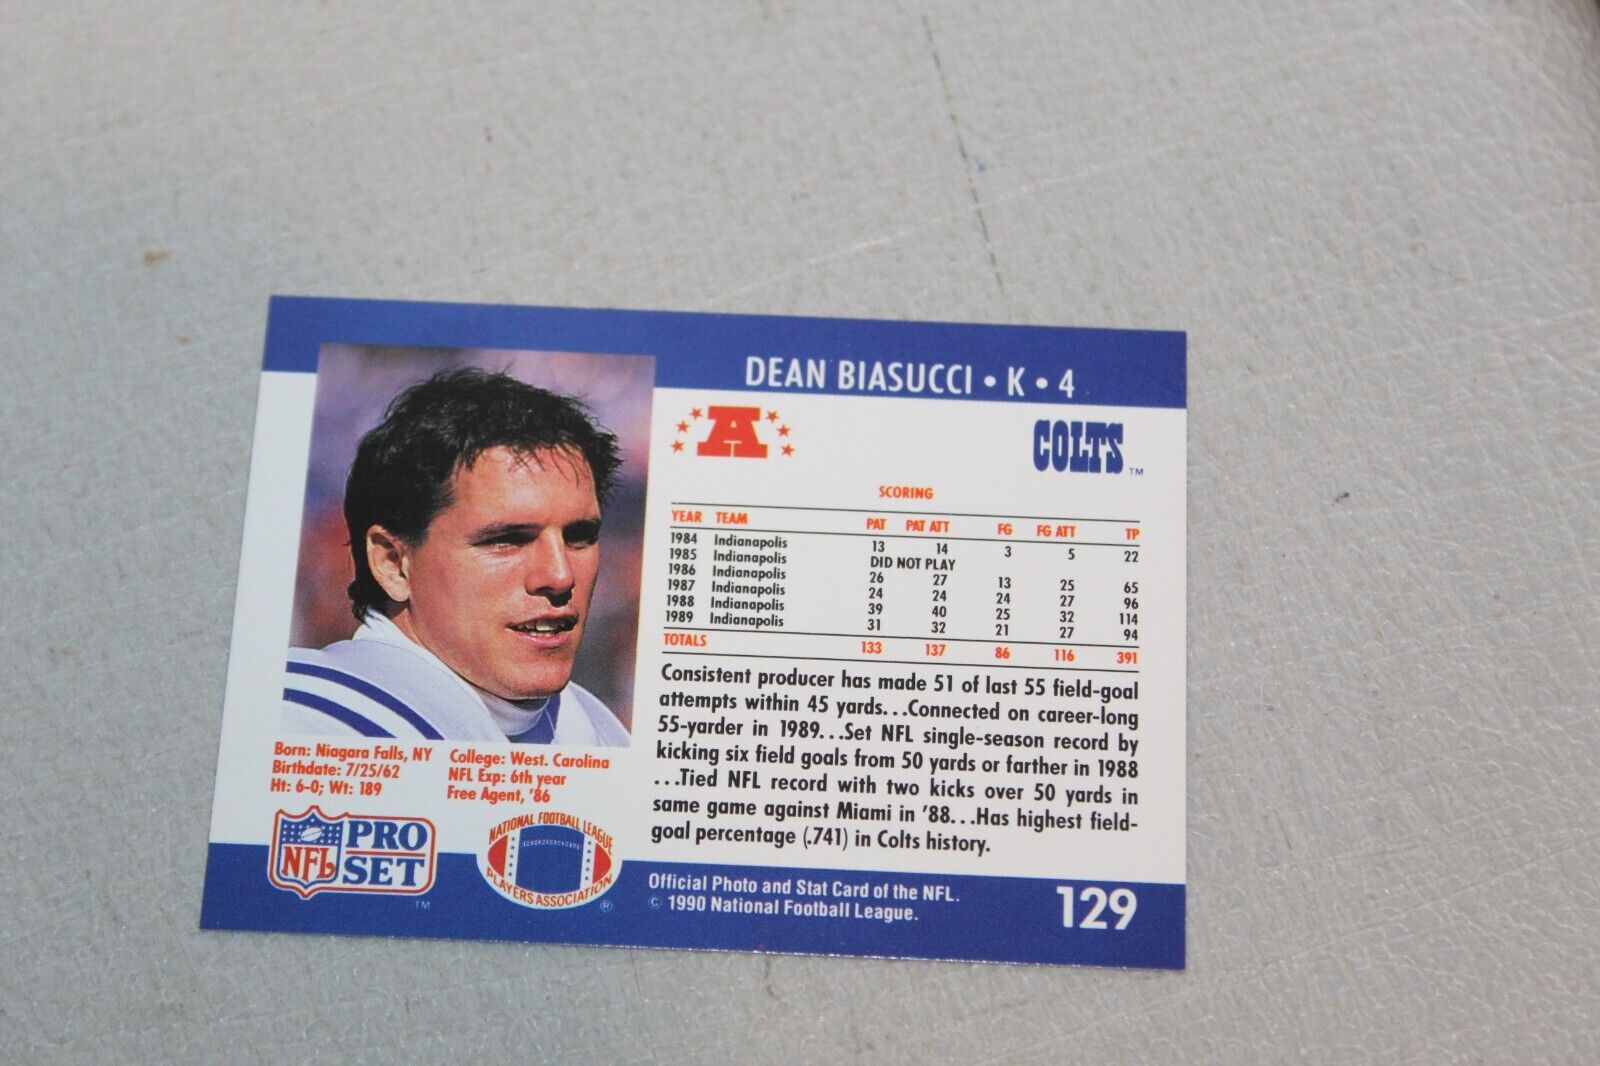 DEAN BIASUCCI • K • 4
A
COLTS TM
SCORING
YEAR TEAM PAT PAT ATT FG FG ATT TP
1984 Indianapolis 13 14 3 5 22
1985 Indianapolis DID NOT PLAY
1986 Indianapolis 26 27 13 25 65
1987 Indianapolis 24 24 24 27 96
1988 Indianapolis 39 40 25 32 114
1989 Indianapolis 31 32 21 27 94
TOTALS 133 137 86 116 391
Consistent producer has made 51 of last 55 field-goal
attempts within 45 yards...Connected on career-long
55-yarder in 1989...Set NFL single-season record by
kicking six field goals from 50 yards or farther in 1988
...Tied NFL record with two kicks over 50 yards in
same game against Miami in '88...Has highest field-
goal percentage (.741) in Colts history.
Born: Niagara Falls, NY
Birthdate: 7/25/62
Ht: 6-0; Wt: 189
College: West. Carolina
NFL Exp: 6th year
Free Agent, '86
NFL PRO SET TM
NATIONAL FOOTBALL LEAGUE
PLAYERS ASSOCIATION ®
Official Photo and Stat Card of the NFL.
© 1990 National Football League.
129